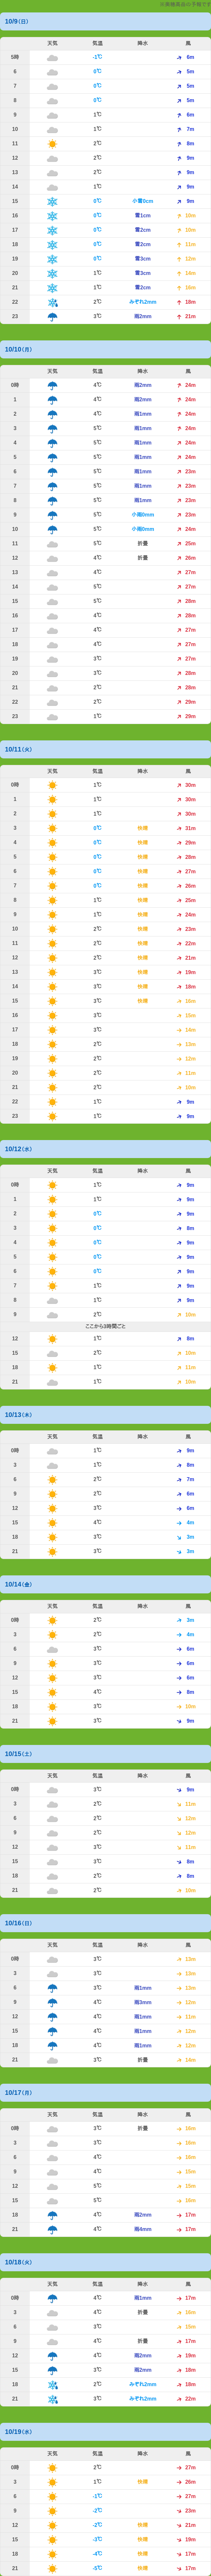 10/9(日)
天気 気温 降水 風
5時 -1℃ 6m
6 0℃ 5m
7 0℃ 5m
8 0℃ 5m
9 1℃ 6m
10 1℃ 7m
11 2℃ 8m
12 2℃ 9m
13 2℃ 9m
14 1℃ 9m
15 0℃ 小雪0cm 9m
16 0℃ 雪1cm 10m
17 0℃ 雪2cm 10m
18 0℃ 雪2cm 11m
19 0℃ 雪3cm 12m
20 1℃ 雪3cm 14m
21 1℃ 雪2cm 16m
22 2℃ みぞれ2mm 18m
23 3℃ 雨2mm 21m
10/10(月)
天気 気温 降水 風
0時 4℃ 雨2mm 24m
1 4℃ 雨2mm 24m
2 4℃ 雨1mm 24m
3 5℃ 雨1mm 24m
4 5℃ 雨1mm 24m
5 5℃ 雨1mm 24m
6 5℃ 雨1mm 23m
7 5℃ 雨1mm 23m
8 5℃ 雨1mm 23m
9 5℃ 小雨0mm 23m
10 5℃ 小雨0mm 24m
11 5℃ 折畳 25m
12 4℃ 折畳 26m
13 4℃ 27m
14 5℃ 27m
15 5℃ 28m
16 4℃ 28m
17 4℃ 27m
18 4℃ 27m
19 3℃ 27m
20 3℃ 28m
21 2℃ 28m
22 2℃ 29m
23 1℃ 29m
10/11(火)
天気 気温 降水 風
0時 1℃ 30m
1 1℃ 30m
2 1℃ 30m
3 0℃ 快晴 31m
4 0℃ 快晴 29m
5 0℃ 快晴 28m
6 0℃ 快晴 27m
7 0℃ 快晴 26m
8 1℃ 快晴 25m
9 1℃ 快晴 24m
10 2℃ 快晴 23m
11 2℃ 快晴 22m
12 2℃ 快晴 21m
13 3℃ 快晴 19m
14 3℃ 快晴 18m
15 3℃ 快晴 16m
16 3℃ 15m
17 3℃ 14m
18 2℃ 13m
19 2℃ 12m
20 2℃ 11m
21 2℃ 10m
22 1℃ 9m
23 1℃ 9m
10/12(水)
天気 気温 降水 風
0時 1℃ 9m
1 1℃ 9m
2 0℃ 9m
3 0℃ 8m
4 0℃ 9m
5 0℃ 9m
6 0℃ 9m
7 1℃ 9m
8 1℃ 9m
9 2℃ 10m
ここから3時間ごと
12 1℃ 8m
15 2℃ 10m
18 1℃ 11m
21 1℃ 10m
10/13(木)
天気 気温 降水 風
0時 1℃ 9m
3 1℃ 8m
6 2℃ 7m
9 2℃ 6m
12 3℃ 6m
15 4℃ 4m
18 3℃ 3m
21 3℃ 3m
10/14(金)
天気 気温 降水 風
0時 2℃ 3m
3 2℃ 4m
6 3℃ 6m
9 3℃ 6m
12 3℃ 6m
15 4℃ 8m
18 3℃ 10m
21 3℃ 9m
10/15(土)
天気 気温 降水 風
0時 3℃ 9m
3 2℃ 11m
6 2℃ 12m
9 2℃ 12m
12 3℃ 11m
15 3℃ 8m
18 2℃ 8m
21 2℃ 10m
10/16(日)
天気 気温 降水 風
0時 3℃ 13m
3 3℃ 13m
6 3℃ 雨1mm 13m
9 4℃ 雨3mm 12m
12 4℃ 雨1mm 11m
15 4℃ 雨1mm 12m
18 4℃ 雨1mm 12m
21 3℃ 折畳 14m
10/17(月)
天気 気温 降水 風
0時 3℃ 折畳 16m
3 3℃ 16m
6 4℃ 16m
9 4℃ 15m
12 5℃ 15m
15 5℃ 16m
18 4℃ 雨2mm 17m
21 4℃ 雨4mm 17m
10/18(火)
天気 気温 降水 風
0時 4℃ 雨1mm 17m
3 4℃ 折畳 16m
6 3℃ 15m
9 4℃ 折畳 17m
12 4℃ 雨2mm 19m
15 3℃ 雨2mm 18m
18 2℃ みぞれ2mm 18m
21 3℃ みぞれ2mm 22m
10/19(水)
天気 気温 降水 風
0時 2℃ 27m
3 1℃ 快晴 26m
6 -1℃ 27m
9 -2℃ 23m
12 -2℃ 快晴 21m
15 -3℃ 快晴 19m
18 -4℃ 快晴 17m
21 -5℃ 快晴 17m